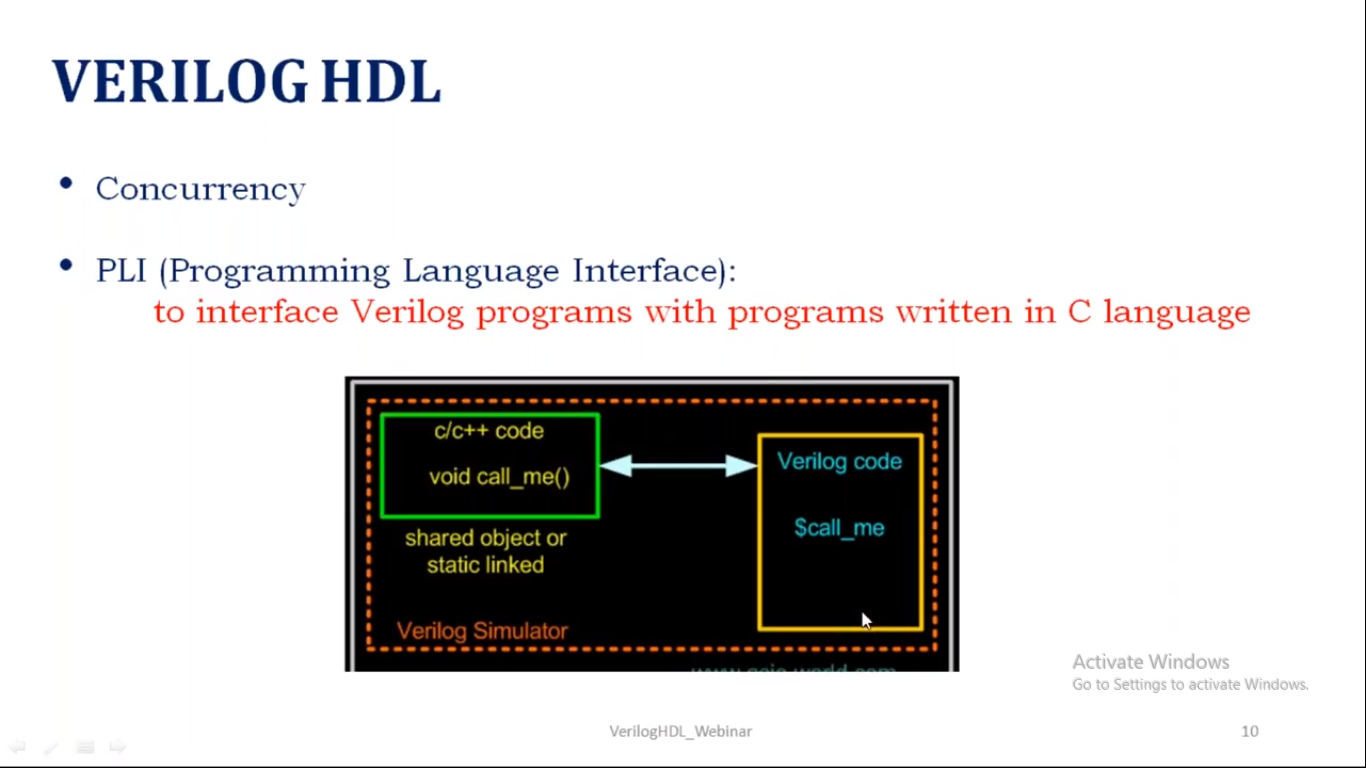 VERILOG HDL
• Concurrency
• PLI (Programming Language Interface):
to interface Verilog programs with programs written in C language
c/c++ code
void call_me()
shared object or
static linked
Verilog Simulator
Verilog code
$call_me
Activate Windows
Go to Settings to activate Windows.
VerilogHDL_Webinar
10